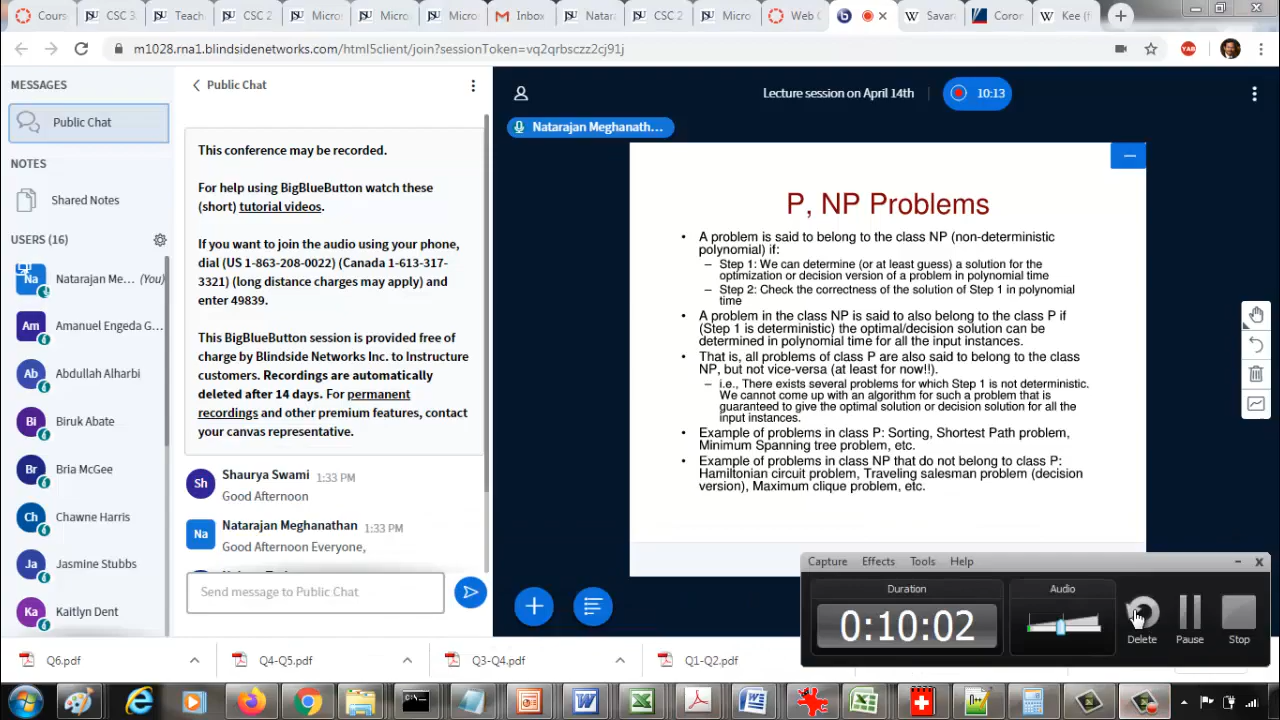 Cours
CSC 3
Teach
CSC 2
Micro
Micro
Micro
Inbox
Natar
CSC 2
Micro
Web C
Savar
Coror
Kee (f
m1028.rna1.blindsidenetworks.com/html5client/join?sessionToken=vq2qrbsczz2cj91j
MESSAGES
Public Chat
NOTES
Shared Notes
USERS (16)
Na
Natarajan Me... (You)
Am
Amanuel Engeda G...
Ab
Abdullah Alharbi
Bi
Biruk Abate
Br
Bria McGee
Ch
Chawne Harris
Ja
Jasmine Stubbs
Ka
Kaitlyn Dent
Public Chat
This conference may be recorded.
For help using BigBlueButton watch these
(short) tutorial videos.
If you want to join the audio using your phone,
dial (US 1-863-208-0022) (Canada 1-613-317-
3321) (long distance charges may apply) and
enter 49839.
This BigBlueButton session is provided free of
charge by Blindside Networks Inc. to Instructure
customers. Recordings are automatically
deleted after 14 days. For permanent
recordings and other premium features, contact
your canvas representative.
Sh
Shaurya Swami 1:33 PM
Good Afternoon
Na
Natarajan Meghanathan 1:33 PM
Good Afternoon Everyone,
Send message to Public Chat
Lecture session on April 14th
10:13
Natarajan Meghanath...
P, NP Problems
• A problem is said to belong to the class NP (non-deterministic
polynomial) if:
– Step 1: We can determine (or at least guess) a solution for the
optimization or decision version of a problem in polynomial time
– Step 2: Check the correctness of the solution of Step 1 in polynomial
time
• A problem in the class NP is said to also belong to the class P if
(Step 1 is deterministic) the optimal/decision solution can be
determined in polynomial time for all the input instances.
• That is, all problems of class P are also said to belong to the class
NP, but not vice-versa (at least for now!!).
– i.e., There exists several problems for which Step 1 is not deterministic.
We cannot come up with an algorithm for such a problem that is
guaranteed to give the optimal solution or decision solution for all the
input instances.
• Example of problems in class P: Sorting, Shortest Path problem,
Minimum Spanning tree problem, etc.
• Example of problems in class NP that do not belong to class P:
Hamiltonian circuit problem, Traveling salesman problem (decision
version), Maximum clique problem, etc.
Capture Effects Tools Help
Duration
0:10:02
Audio
Delete
Pause
Stop
Q6.pdf
Q4-Q5.pdf
Q3-Q4.pdf
Q1-Q2.pdf